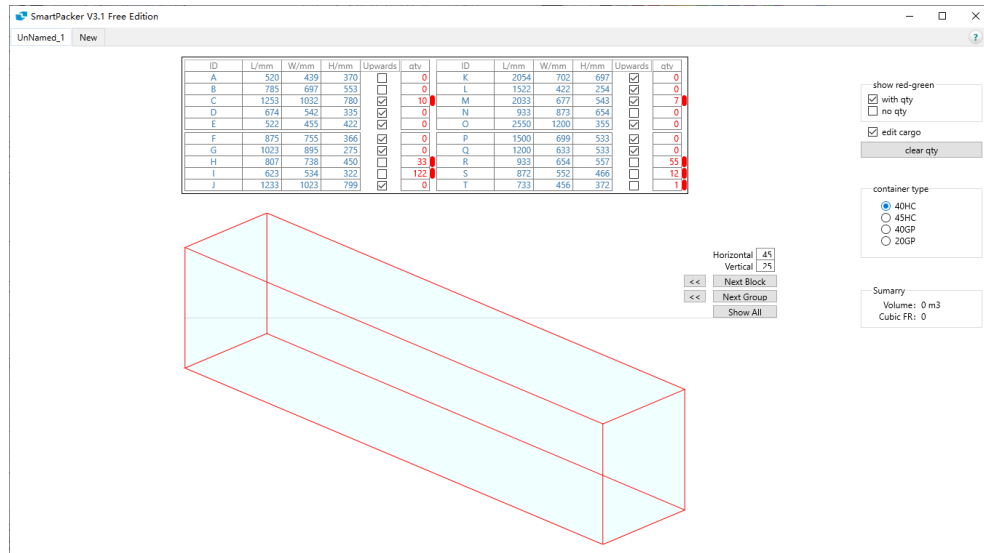 SmartPacker V3.1 Free Edition
UnNamed_1 New
ID L/mm W/mm H/mm Upwards qty ID L/mm W/mm H/mm Upwards qty
A 520 439 370 0 K 2054 702 697 0
B 785 697 553 0 L 1522 422 254 0
C 1253 1032 780 10 M 2033 677 543 7
D 674 542 335 0 N 933 873 654 0
E 522 455 422 0 O 2550 1200 355 0
F 875 755 366 0 P 1500 699 533 0
G 1023 895 275 0 Q 1200 633 533 0
H 807 738 450 33 R 933 654 557 55
I 623 534 322 122 S 872 552 466 12
J 1233 1023 799 0 T 733 456 372 1
show red-green
with qty
no qty
edit cargo
clear qty
container type
40HC
45HC
40GP
20GP
Horizontal 45
Vertical 25
<< Next Block
<< Next Group
Show All
Sumarry
Volume: 0 m3
Cubic FR: 0
?